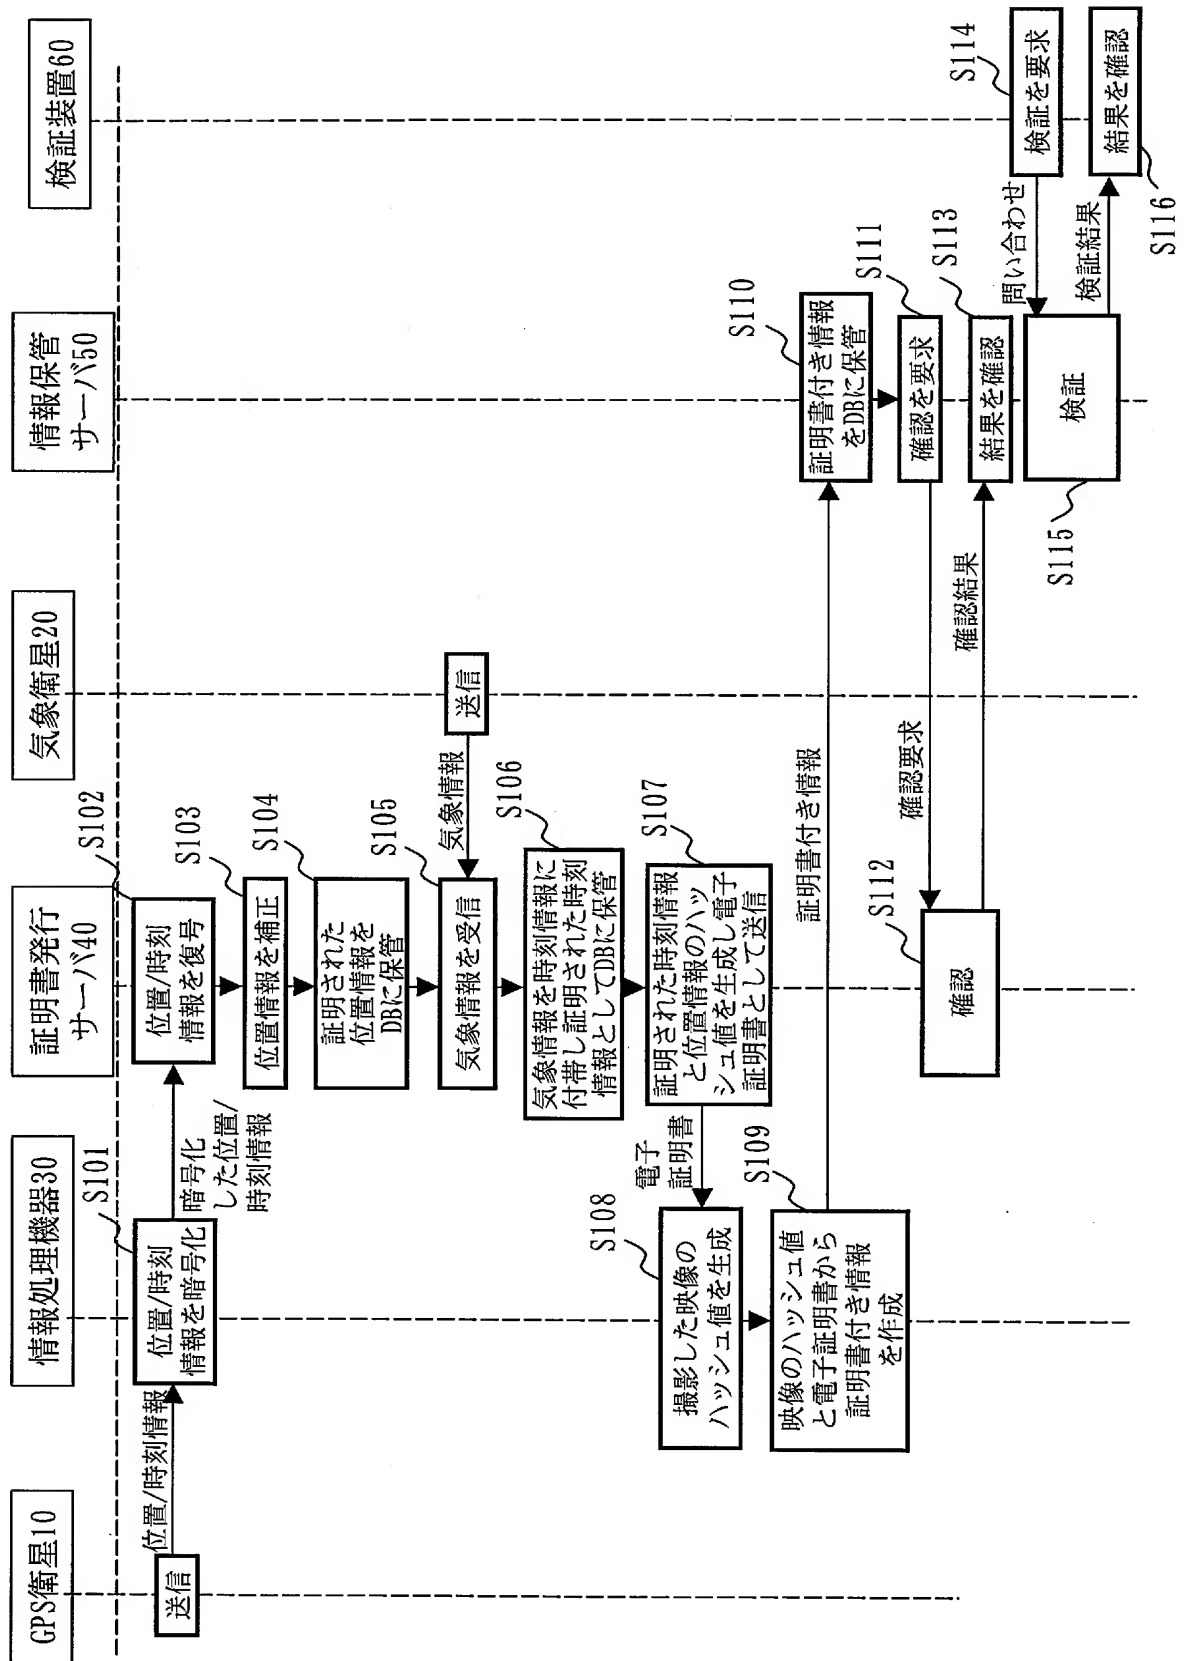 GPS衛星10
情報処理機器30
証明書発行
サーバ40
気象衛星20
情報保管
サーバ50
検証装置60
送信
位置/時刻情報
S101
位置/時刻
情報を暗号化
暗号化
した位置/
時刻情報
S102
位置/時刻
情報を復号
S103
位置情報を補正
S104
証明された
位置情報を
DBに保管
S105
気象情報を受信
気象情報
送信
S106
気象情報を時刻情報に
付帯し証明された時刻
情報としてDBに保管
S107
証明された時刻情報
と位置情報のハッ
シュ値を生成し電子
証明書として送信
電子
証明書
S108
撮影した映像の
ハッシュ値を生成
S109
映像のハッシュ値
と電子証明書から
証明書付き情報
を作成
証明書付き情報
S110
証明書付き情報
をDBに保管
S111
確認を要求
確認要求
S112
確認
確認結果
S113
結果を確認
S114
検証を要求
問い合わせ
S115
検証
検証結果
S116
結果を確認